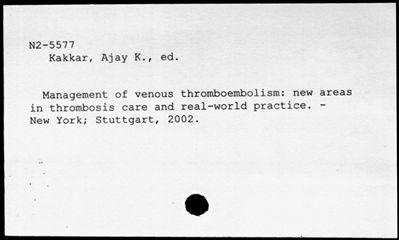 N2-5577
Kakkar, Ajay K., ed.
Management of venous thromboembolism: new areas
in thrombosis care and real-world practice. -
New York; Stuttgart, 2002.